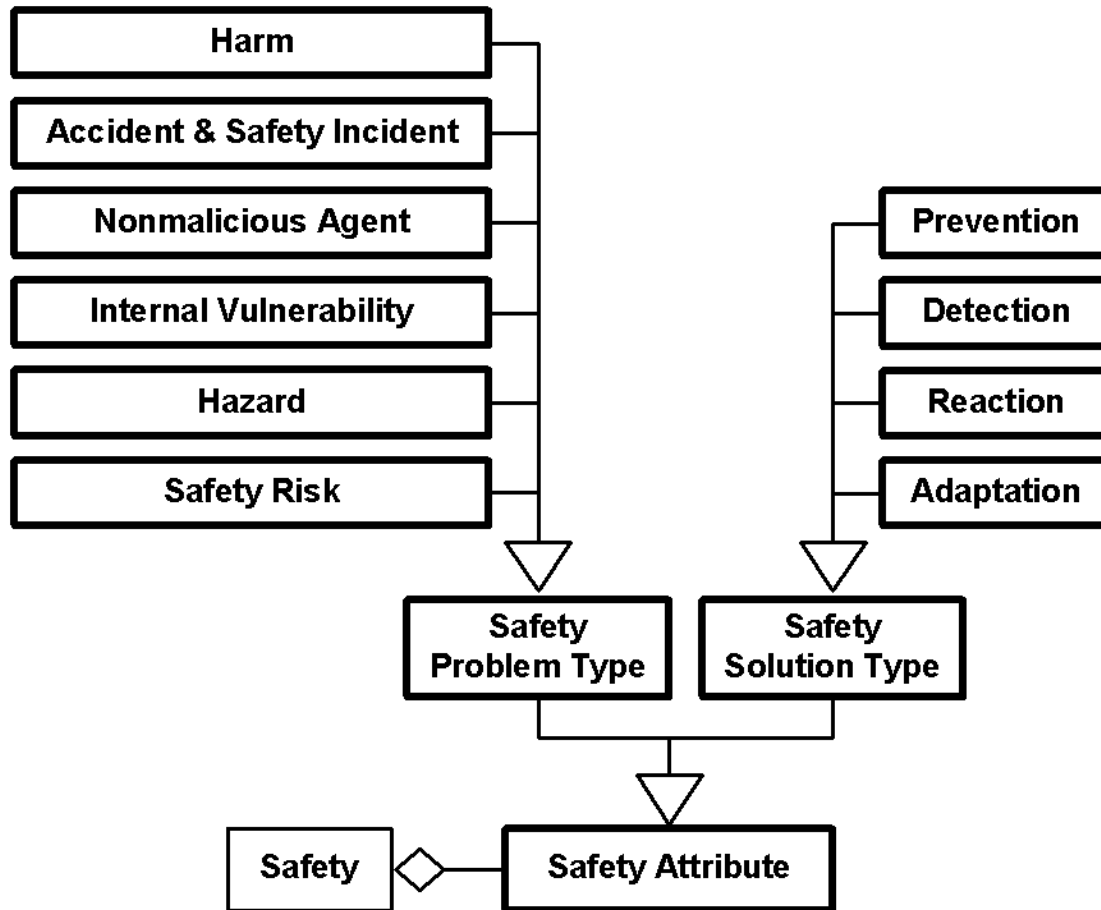 Harm
Accident & Safety Incident
Nonmalicious Agent
Internal Vulnerability
Hazard
Safety Risk
Prevention
Detection
Reaction
Adaptation
Safety
Problem Type
Safety
Solution Type
Safety
Safety Attribute